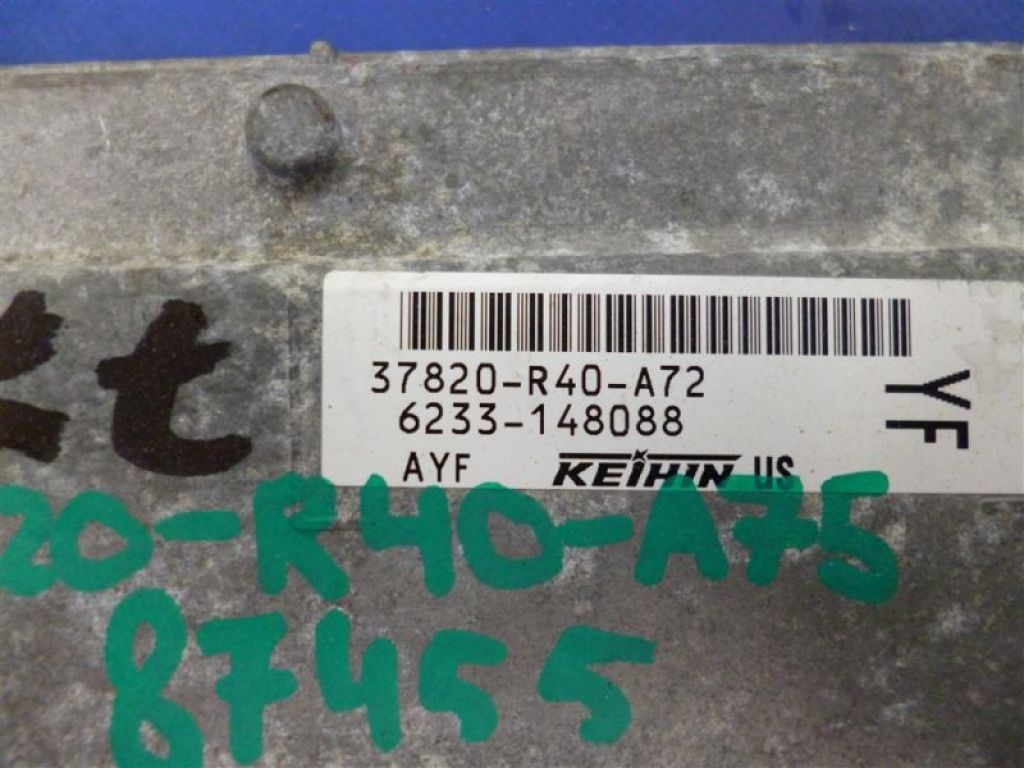 37820-R40-A72
6233-148088
YF
AYF KEIHIN US
20-R40-A75
87455